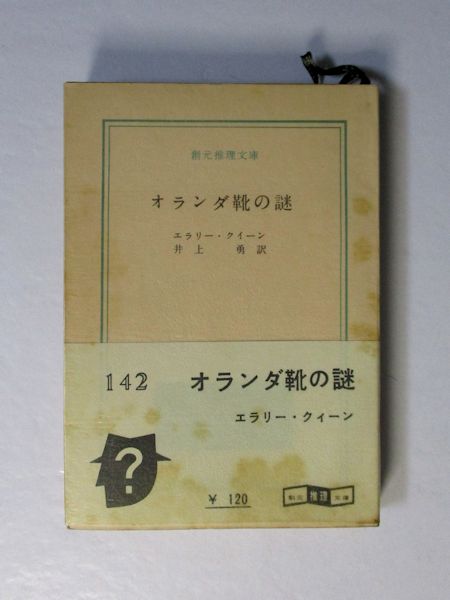 創元推理文庫
オランダ靴の謎
エラリー・クイーン
井上 勇訳
142 オランダ靴の謎
エラリー・クィーン
?
¥ 120
創元 推理 文庫